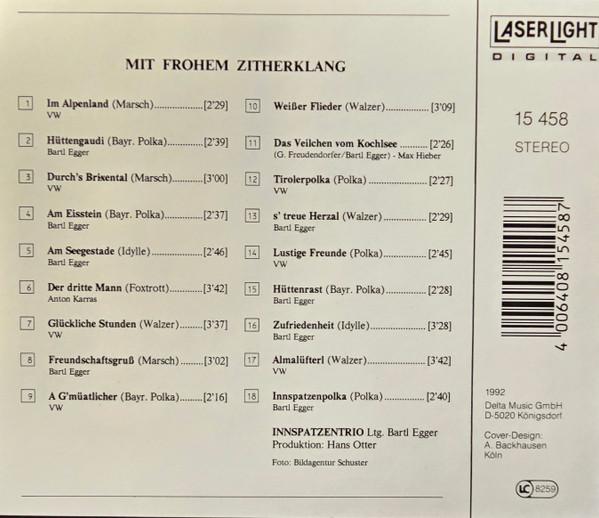 MIT FROHEM ZITHERKLANG
1 Im Alpenland (Marsch)..................[2'29]
VW
2 Hüttengaudi (Bayr. Polka)............[2'39]
Bartl Egger
3 Durch's Brixental (Marsch)..........[3'00]
VW
4 Am Eisstein (Bayr. Polka)............[2'37]
Bartl Egger
5 Am Seegestade (Idylle)................[2'46]
Bartl Egger
6 Der dritte Mann (Foxtrott)...........[3'42]
Anton Karras
7 Glückliche Stunden (Walzer)........[3'37]
VW
8 Freundschaftsgruß (Marsch)........[3'02]
Bartl Egger
9 A G'müatlicher (Bayr. Polka)........[2'16]
VW
10 Weißer Flieder (Walzer)..................[3'09]
11 Das Veilchen vom Kochlsee............[2'26]
(G. Freudendorfer/Bartl Egger) - Max Hieber
12 Tirolerpolka (Polka).......................[2'27]
VW
13 s' treue Herzal (Walzer)..................[2'29]
Bartl Egger
14 Lustige Freunde (Polka).................[2'45]
VW
15 Hüttenrast (Bayr. Polka)................[2'28]
Bartl Egger
16 Zufriedenheit (Idylle).....................[3'28]
Bartl Egger
17 Almalüfterl (Walzer).......................[3'42]
VW
18 Innspatzenpolka (Polka).................[2'40]
Bartl Egger
INNSPATZENTRIO Ltg. Bartl Egger
Produktion: Hans Otter
Foto: Bildagentur Schuster
LASERLIGHT
DIGITAL
15 458
STEREO
4 006408 154587
1992
Delta Music GmbH
D-5020 Königsdorf
Cover-Design:
A. Backhausen
Köln
LC 8259